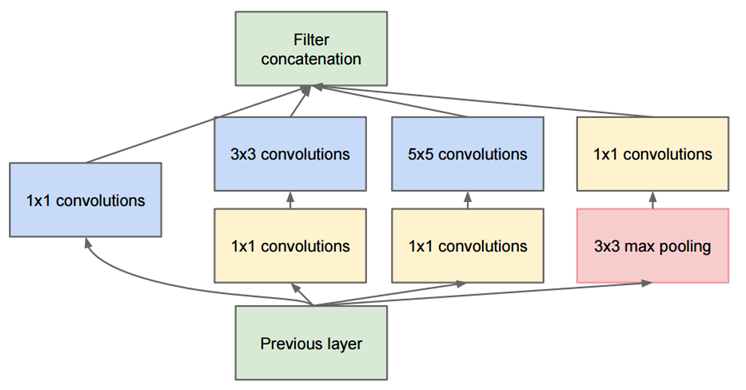 Filter
concatenation
3x3 convolutions
5x5 convolutions
1x1 convolutions
1x1 convolutions
1x1 convolutions
1x1 convolutions
3x3 max pooling
Previous layer